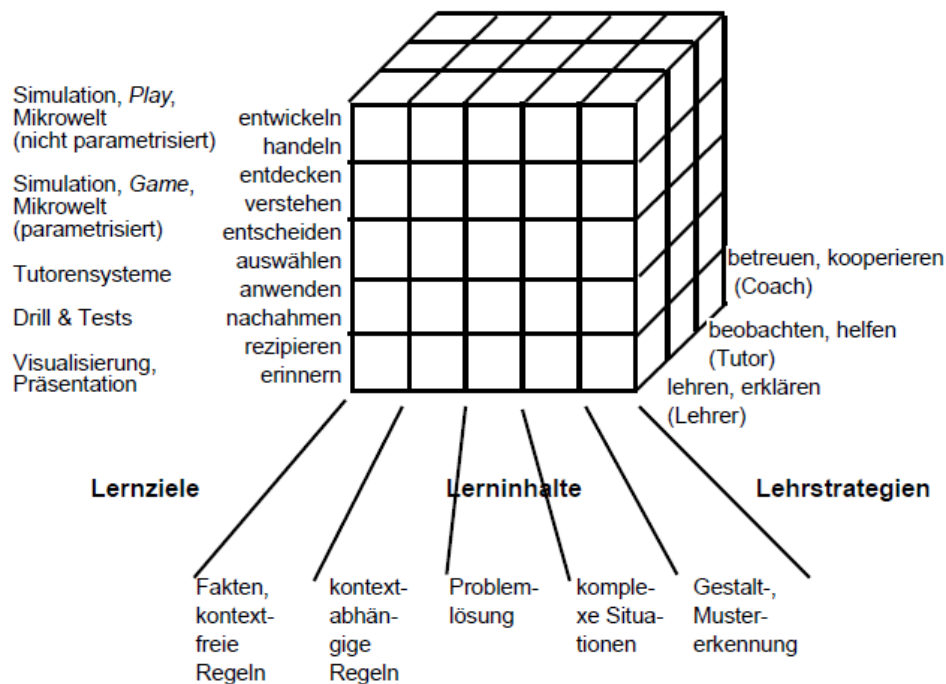 Simulation, Play,
Mikrowelt
(nicht parametrisiert)
Simulation, Game,
Mikrowelt
(parametrisiert)
Tutorensysteme
Drill & Tests
Visualisierung,
Präsentation
entwickeln
handeln
entdecken
verstehen
entscheiden
auswählen
anwenden
nachahmen
rezipieren
erinnern
betreuen, kooperieren
(Coach)
beobachten, helfen
(Tutor)
lehren, erklären
(Lehrer)
Lernziele
Lerninhalte
Lehrstrategien
Fakten,
kontext-
freie
Regeln
kontext-
abhän-
gige
Regeln
Problem-
lösung
komple-
xe Situa-
tionen
Gestalt-,
Muster-
erkennung